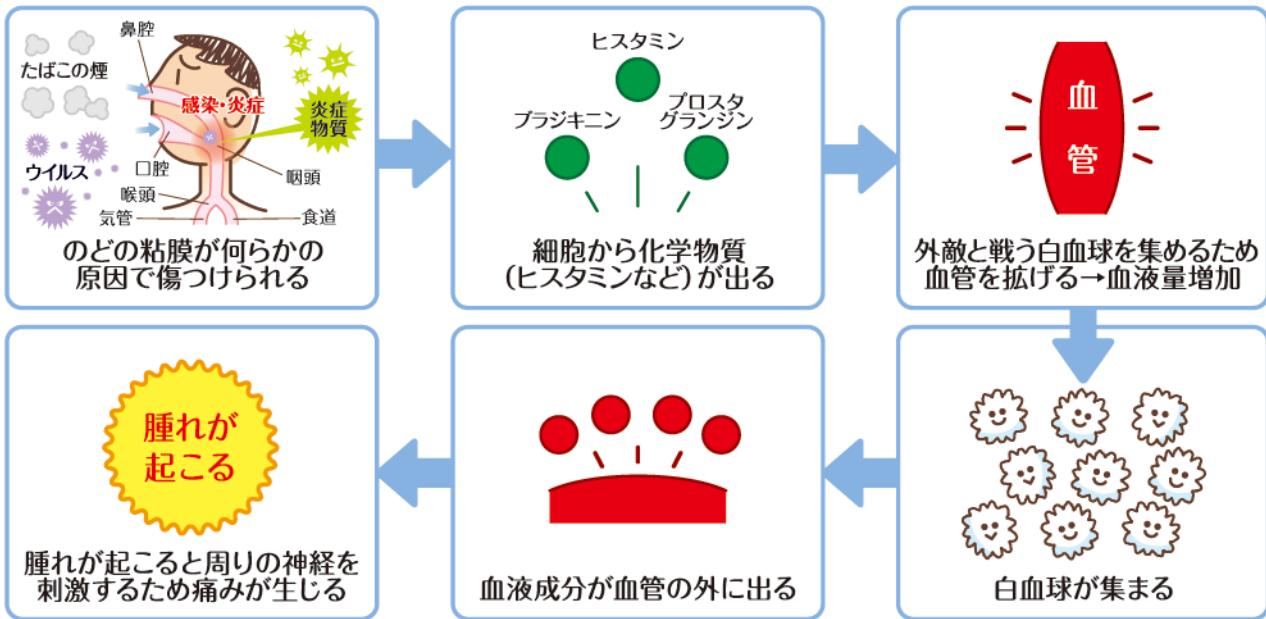 鼻腔
たばこの煙
感染・炎症
炎症
物質
ウイルス
口腔
咽頭
喉頭
気管
食道
のどの粘膜が何らかの
原因で傷つけられる
ヒスタミン
ブラジキニン
プロスタ
グランジン
細胞から化学物質
（ヒスタミンなど）が出る
血
管
外敵と戦う白血球を集めるため
血管を拡げる→血液量増加
白血球が集まる
血液成分が血管の外に出る
腫れが
起こる
腫れが起こると周りの神経を
刺激するため痛みが生じる